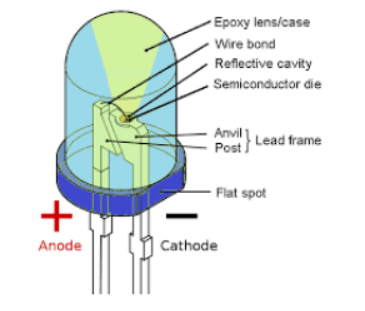 Epoxy lens/case
Wire bond
Reflective cavity
Semiconductor die
Anvil
Post
Lead frame
Flat spot
+ −
Anode Cathode